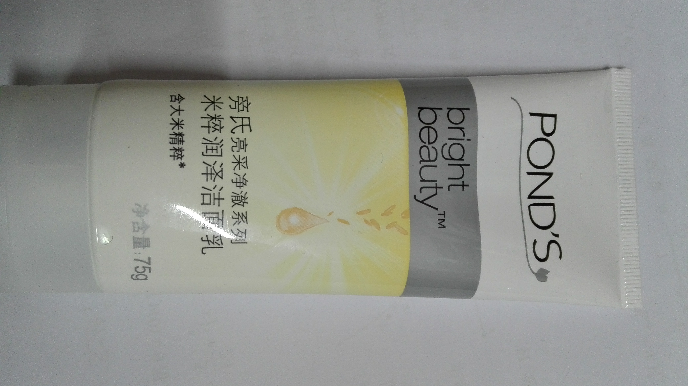 POND'S
bright
beauty™
旁氏亮采净澈系列
米粹润泽洁面乳
含大米精粹*
净含量:75g